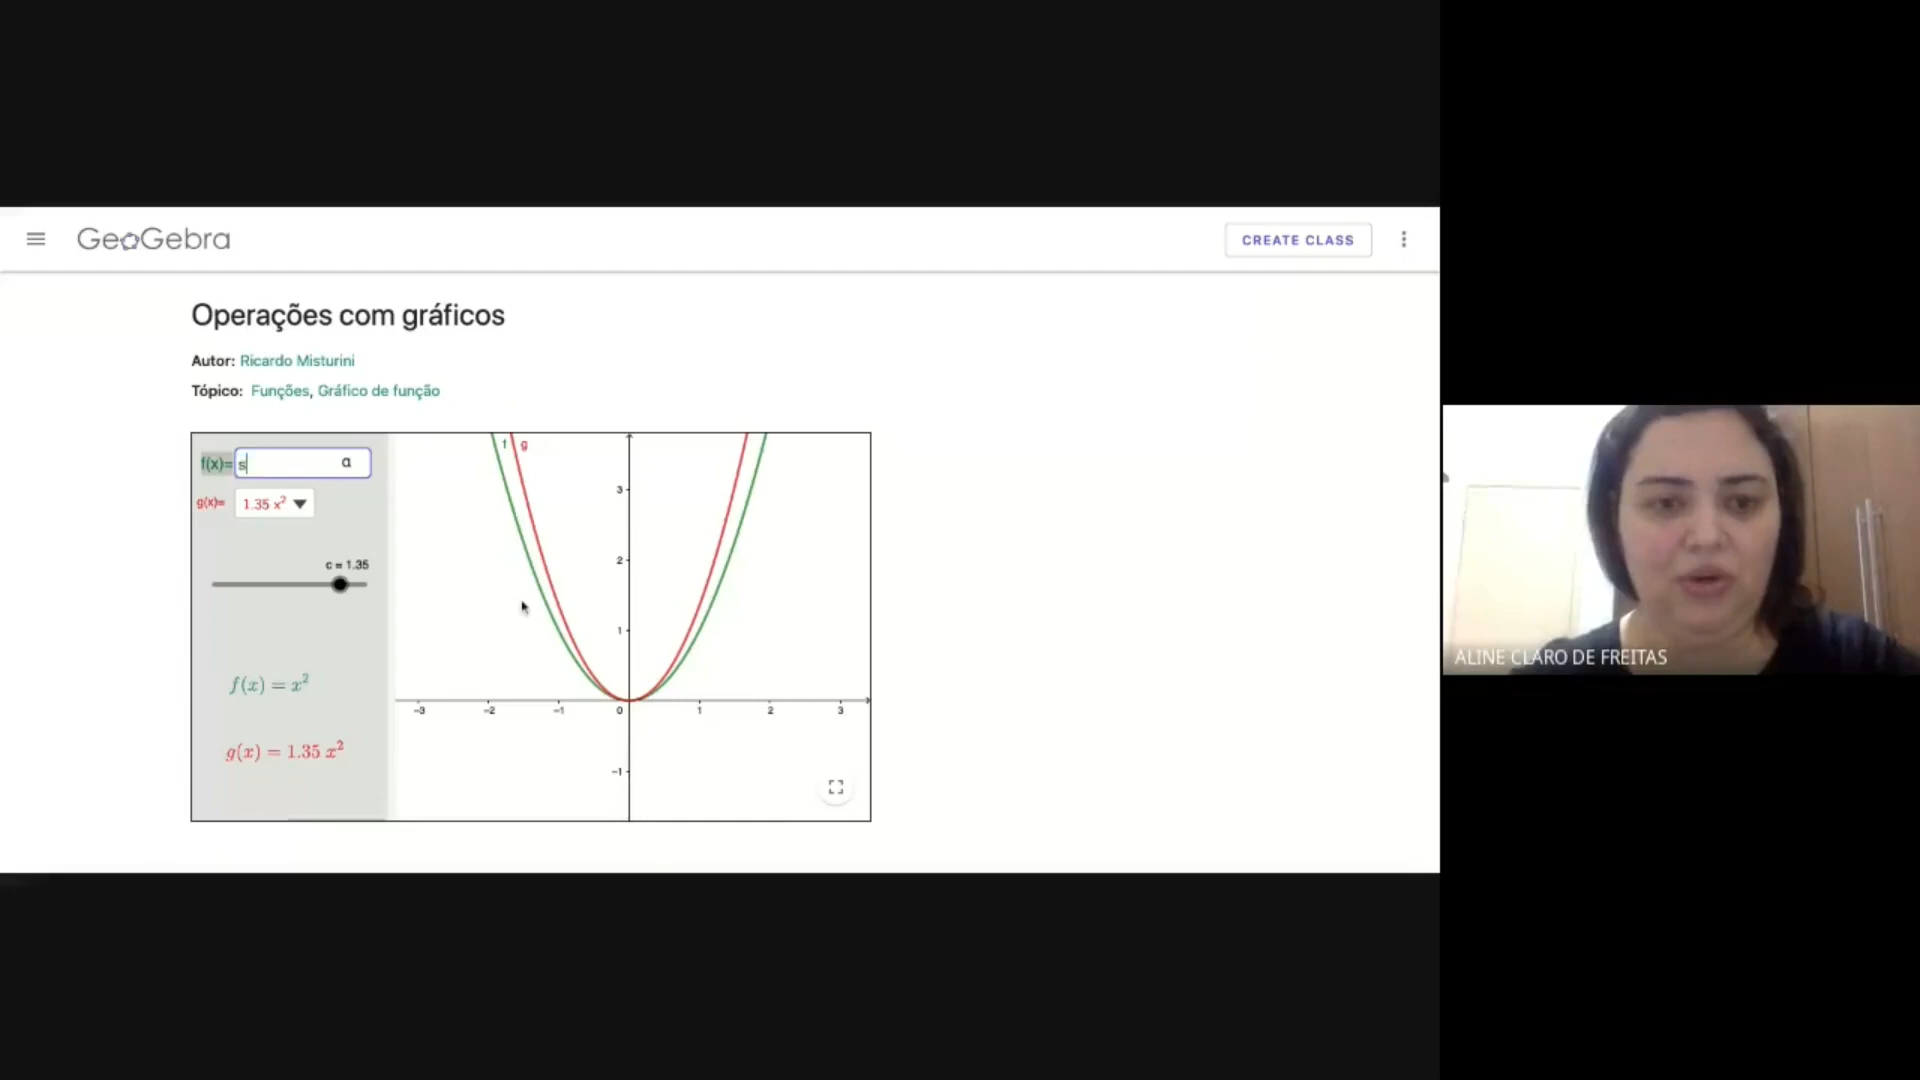 GeoGebra
CREATE CLASS
Operações com gráficos
Autor: Ricardo Misturini
Tópico: Funções, Gráfico de função
f(x)= s α
g(x)= 1.35 x²
c = 1.35
f(x) = x²
g(x) = 1.35 x²
f g
3
2
1
-3 -2 -1 0 1 2 3
-1
ALINE CLARO DE FREITAS